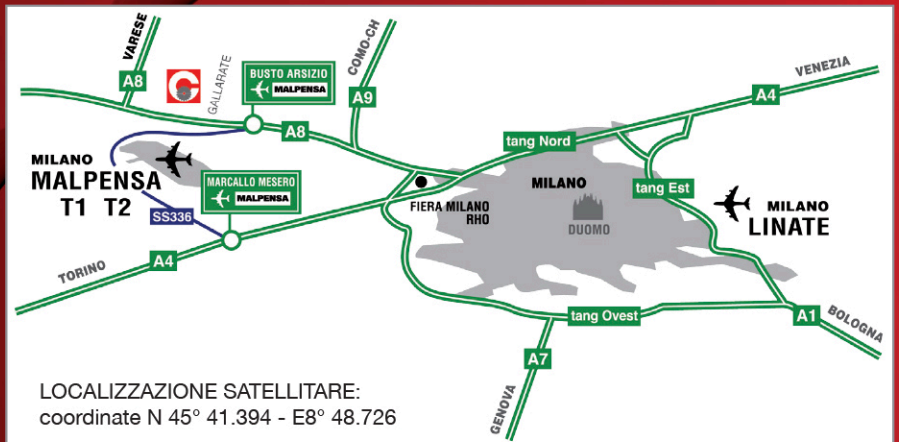 VARESE
A8
GALLARATE
BUSTO ARSIZIO
MALPENSA
COMO-CH
A9
A8
VENEZIA
A4
tang Nord
MILANO
MALPENSA
T1 T2
SS336
MARCALLO MESERO
MALPENSA
FIERA MILANO
RHO
MILANO
DUOMO
tang Est
MILANO
LINATE
TORINO
A4
tang Ovest
A1
BOLOGNA
A7
GENOVA
LOCALIZZAZIONE SATELLITARE:
coordinate N 45° 41.394 - E8° 48.726